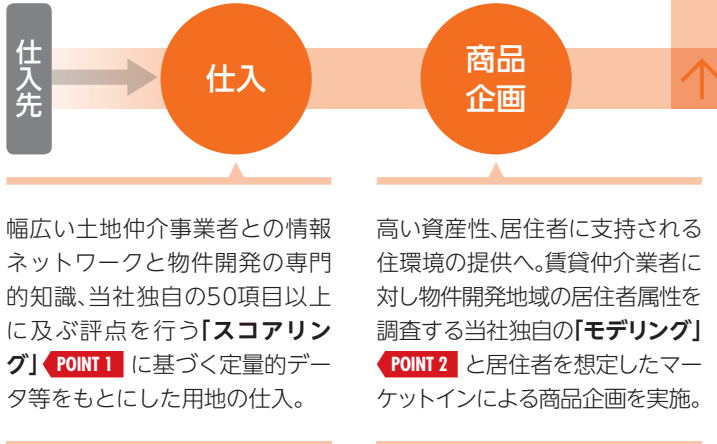 仕入先
仕入
商品
企画
幅広い土地仲介事業者との情報
ネットワークと物件開発の専門
的知識、当社独自の50項目以上
に及ぶ評点を行う「スコアリン
グ」 POINT 1 に基づく定量的デー
タ等をもとにした用地の仕入。
高い資産性、居住者に支持される
住環境の提供へ。賃貸仲介業者に
対し物件開発地域の居住者属性を
調査する当社独自の「モデリング」
POINT 2 と居住者を想定したマー
ケットインによる商品企画を実施。